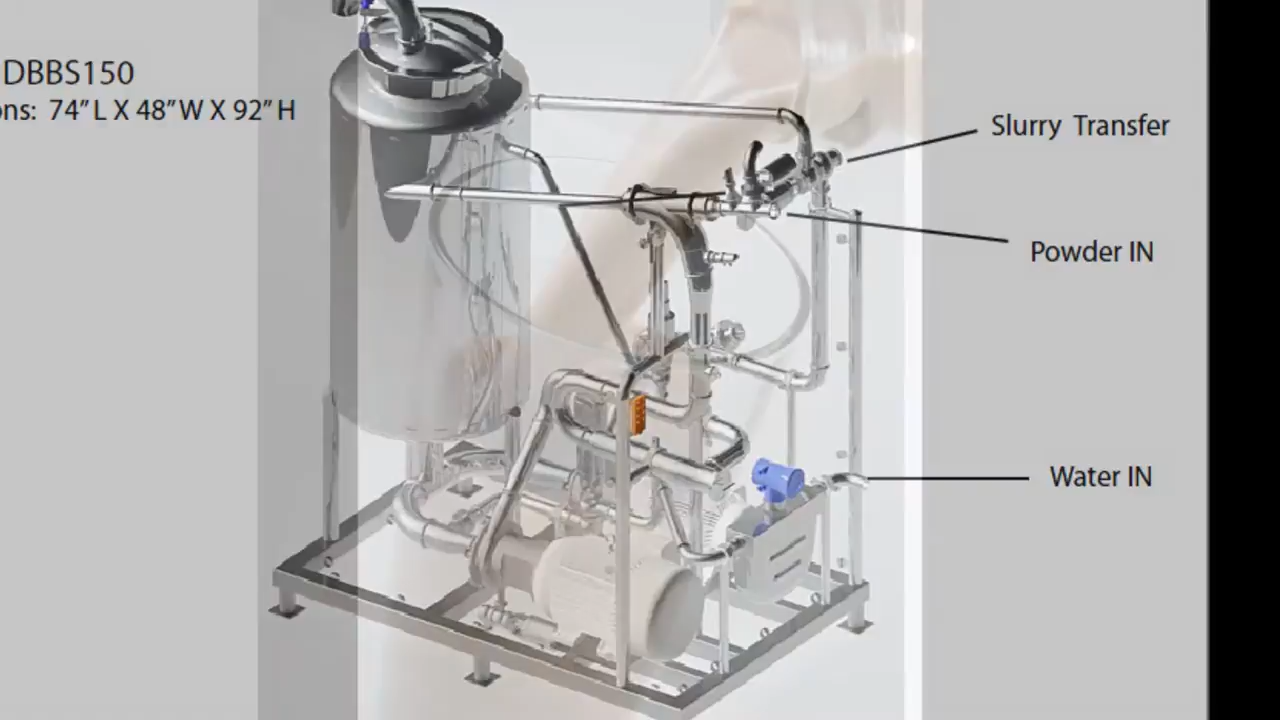 DBBS150
ons: 74” L X 48” W X 92” H
Slurry Transfer
Powder IN
Water IN